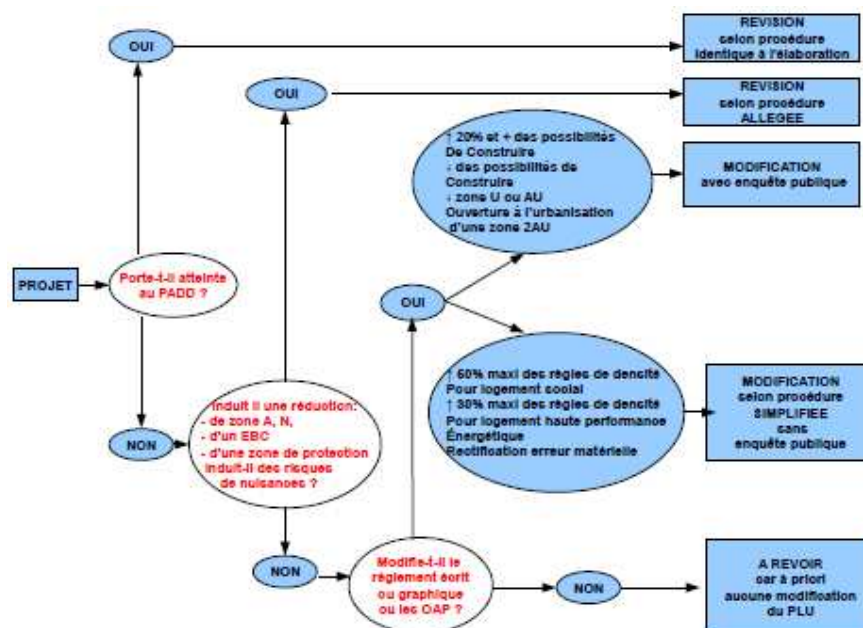 OUI
REVISION
selon procédure
identique à l'élaboration
OUI
REVISION
selon procédure
ALLEGEE
↑ 20% et + des possibilités
De Construire
↓ des possibilités de
Construire
↓ zone U ou AU
Ouverture à l'urbanisation
d'une zone 2AU
MODIFICATION
avec enquête publique
PROJET
Porte-t-il atteinte
au PADD ?
OUI
NON
Induit il une réduction:
- de zone A, N,
- d'un EBC
- d'une zone de protection
Induit-il des risques
de nuisances ?
↑ 60% maxi des règles de densité
Pour logement social
↑ 30% maxi des règles de densité
Pour logement haute performance
Énergétique
Rectification erreur matérielle
MODIFICATION
selon procédure
SIMPLIFIEE
sans
enquête publique
NON
Modifie-t-il le
règlement écrit
ou graphique
ou les OAP ?
NON
A REVOIR
car à priori
aucune modification
du PLU